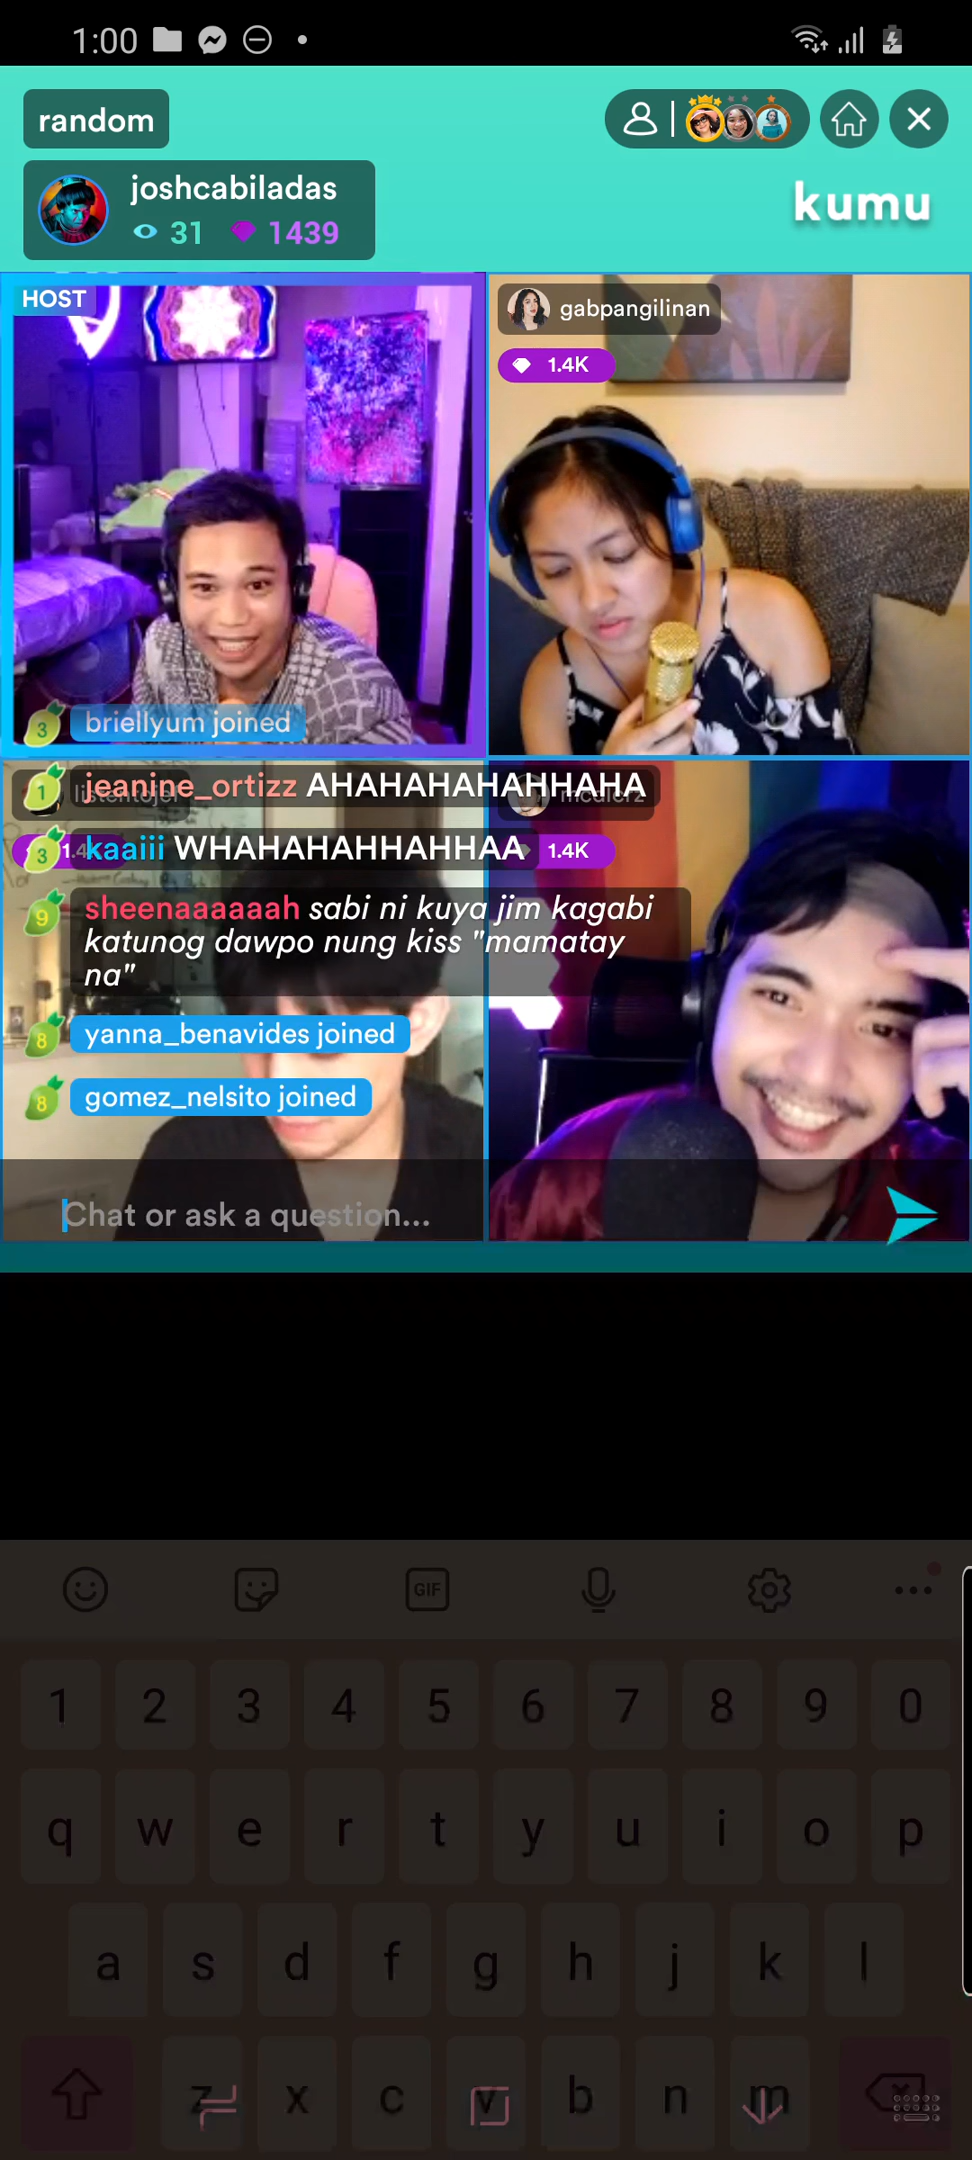 1:00
random
joshcabiladas
31 1439
kumu
HOST
gabpangilinan
1.4K
briellyum joined
jeanine_ortizz AHAHAHAHAHHAHA
kaaiii WHAHAHAHHAHHAA
1.4K
sheenaaaaaah sabi ni kuya jim kagabi
katunog dawpo nung kiss "mamatay
na"
yanna_benavides joined
gomez_nelsito joined
Chat or ask a question...
GIF
1 2 3 4 5 6 7 8 9 0
q w e r t y u i o p
a s d f g h j k l
z x c v b n m